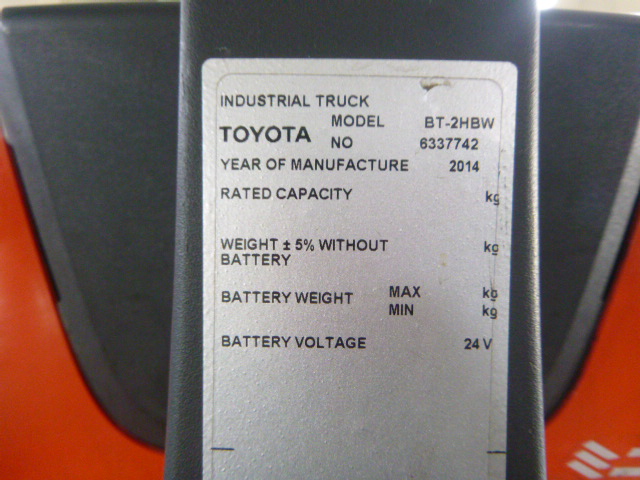 INDUSTRIAL TRUCK
TOYOTA MODEL BT-2HBW
NO 6337742
YEAR OF MANUFACTURE 2014
RATED CAPACITY kg
WEIGHT ± 5% WITHOUT kg
BATTERY
BATTERY WEIGHT MAX kg
MIN kg
BATTERY VOLTAGE 24 V